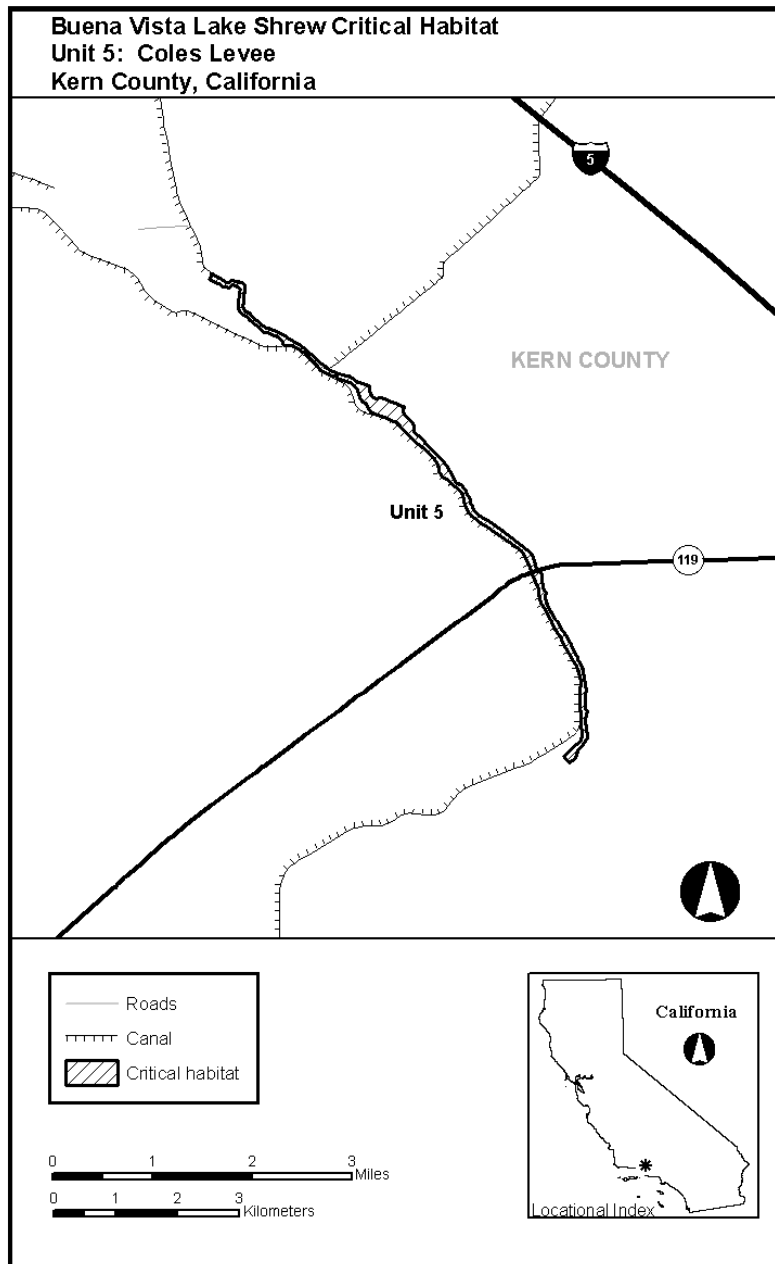 Buena Vista Lake Shrew Critical Habitat
Unit 5: Coles Levee
Kern County, California
5
KERN COUNTY
Unit 5
119
Roads
Canal
Critical habitat
0 1 2 3
Miles
0 1 2 3
Kilometers
California
Locational Index